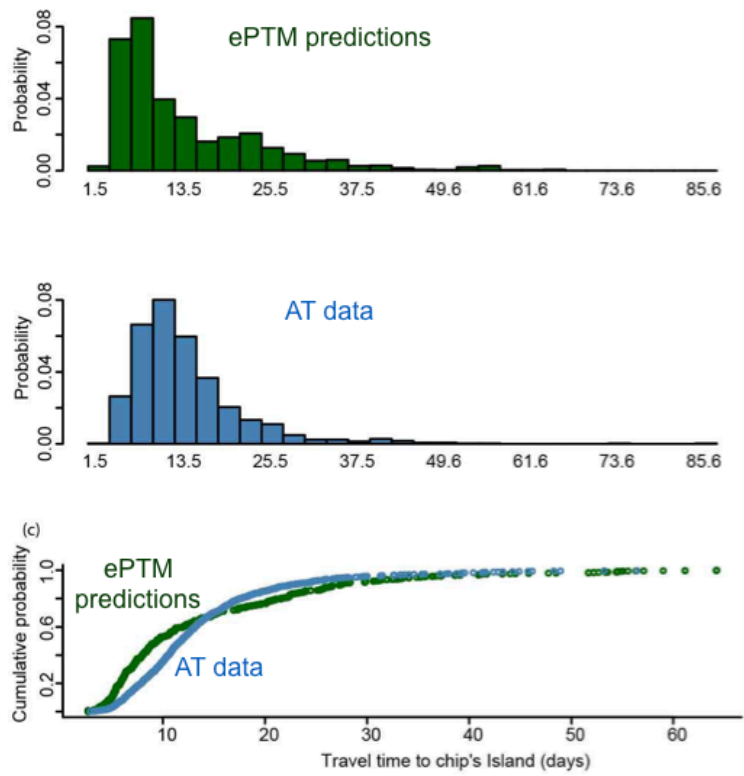 ePTM predictions
Probability
0.00 0.04 0.08
1.5 13.5 25.5 37.5 49.6 61.6 73.6 85.6
AT data
Probability
0.00 0.04 0.08
1.5 13.5 25.5 37.5 49.6 61.6 73.6 85.6
(c)
ePTM
predictions
AT data
Cumulative probability
0.2 0.6 1.0
10 20 30 40 50 60
Travel time to chip's Island (days)